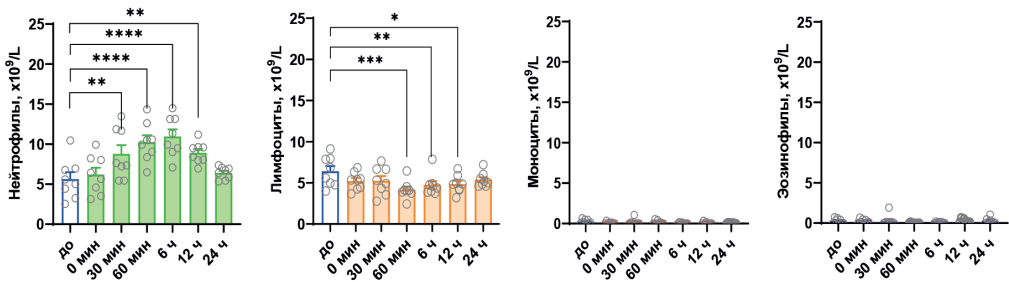 Нейтрофилы, x10⁹/L
25
20
15
10
5
0
**
****
****
**
до
0 мин
30 мин
60 мин
6 ч
12 ч
24 ч
Лимфоциты, x10⁹/L
25
20
15
10
5
0
*
**
***
до
0 мин
30 мин
60 мин
6 ч
12 ч
24 ч
Моноциты, x10⁹/L
25
20
15
10
5
0
до
0 мин
30 мин
60 мин
6 ч
12 ч
24 ч
Эозинофилы, x10⁹/L
25
20
15
10
5
0
до
0 мин
30 мин
60 мин
6 ч
12 ч
24 ч